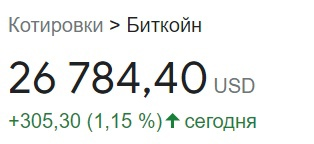 Котировки > Биткойн
26 784,40 USD
+305,30 (1,15 %)↑ сегодня